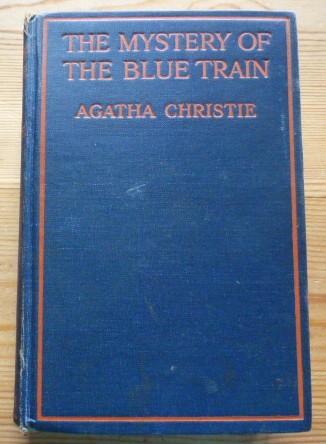 THE MYSTERY OF
THE BLUE TRAIN
AGATHA CHRISTIE